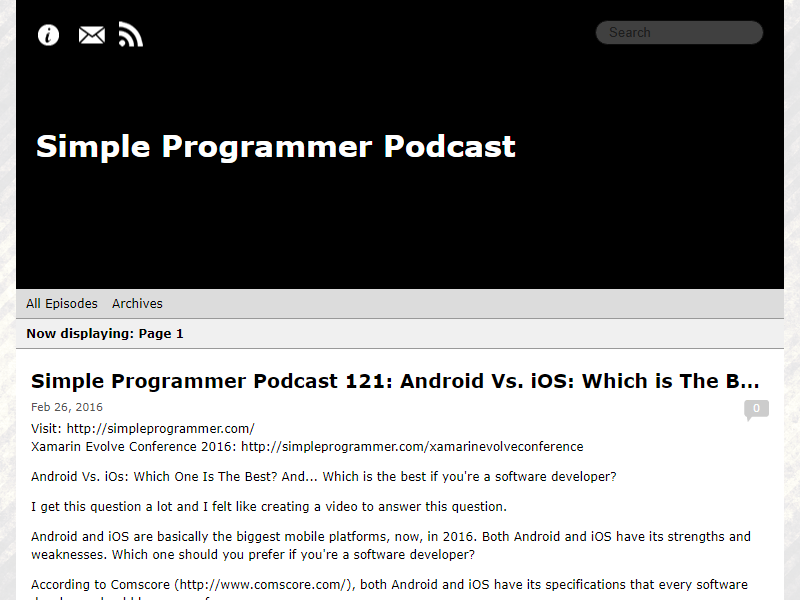 Search
Simple Programmer Podcast
All Episodes Archives
Now displaying: Page 1
Simple Programmer Podcast 121: Android Vs. iOS: Which is The B...
Feb 26, 2016
0
Visit: http://simpleprogrammer.com/
Xamarin Evolve Conference 2016: http://simpleprogrammer.com/xamarinevolveconference
Android Vs. iOs: Which One Is The Best? And... Which is the best if you're a software developer?
I get this question a lot and I felt like creating a video to answer this question.
Android and iOS are basically the biggest mobile platforms, now, in 2016. Both Android and iOS have its strengths and
weaknesses. Which one should you prefer if you're a software developer?
According to Comscore (http://www.comscore.com/), both Android and iOS have its specifications that every software